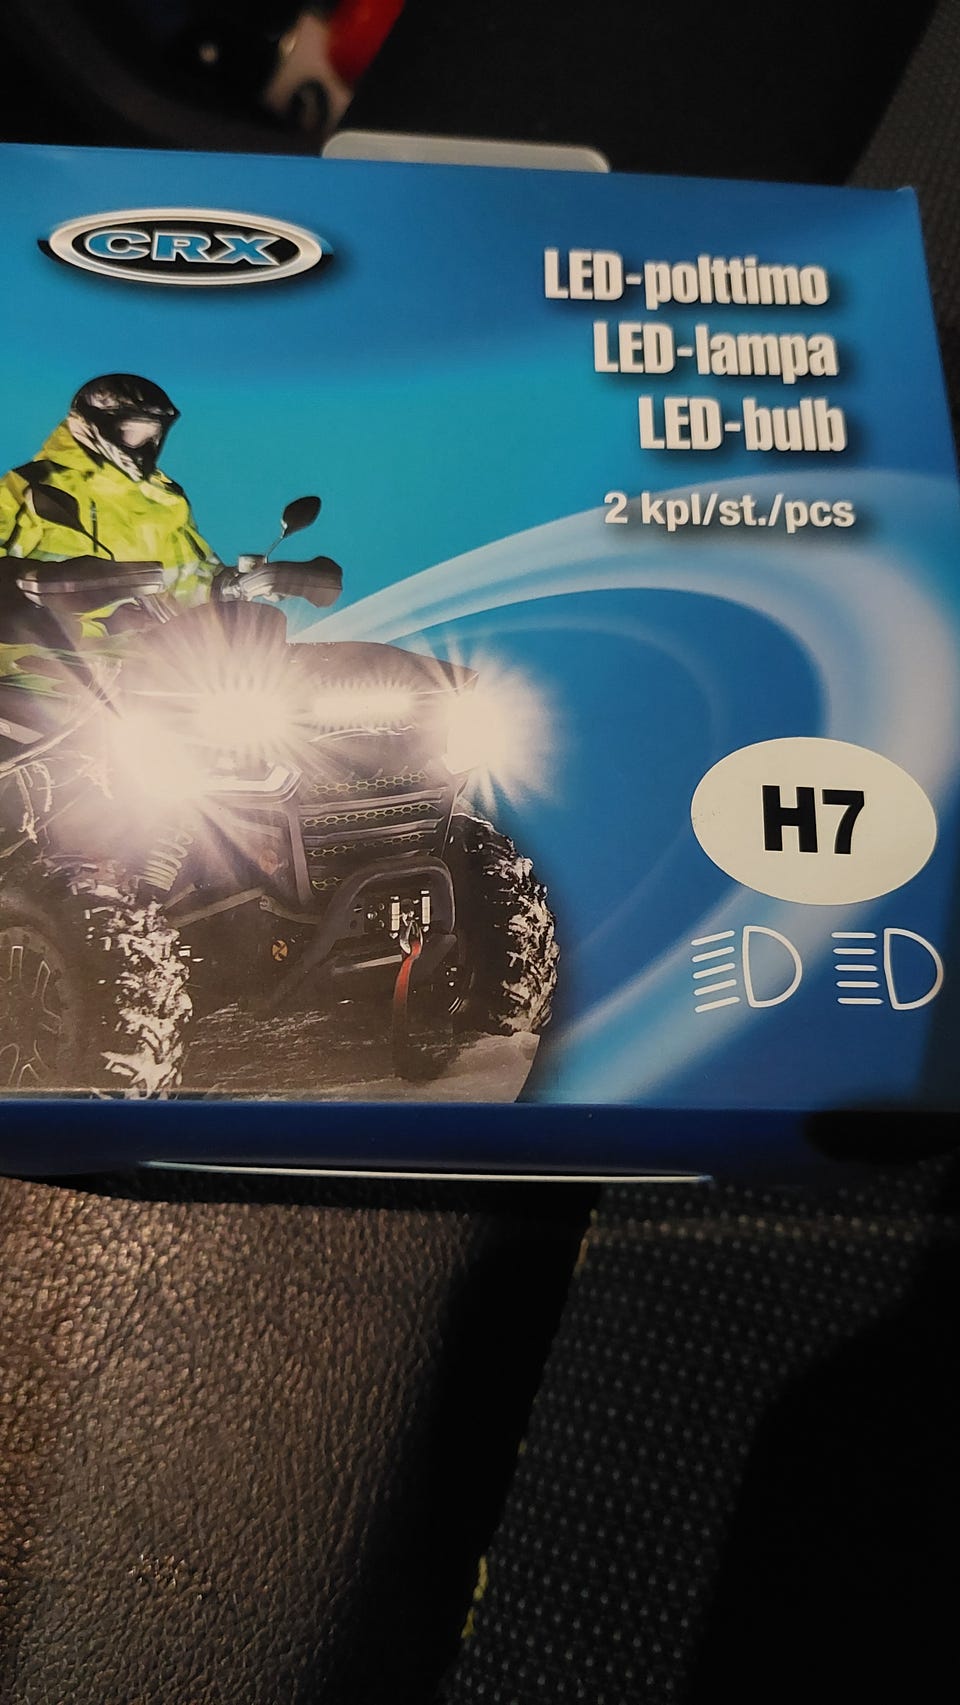 CRX
LED-polttimo
LED-lampa
LED-bulb
2 kpl/st./pcs
H7